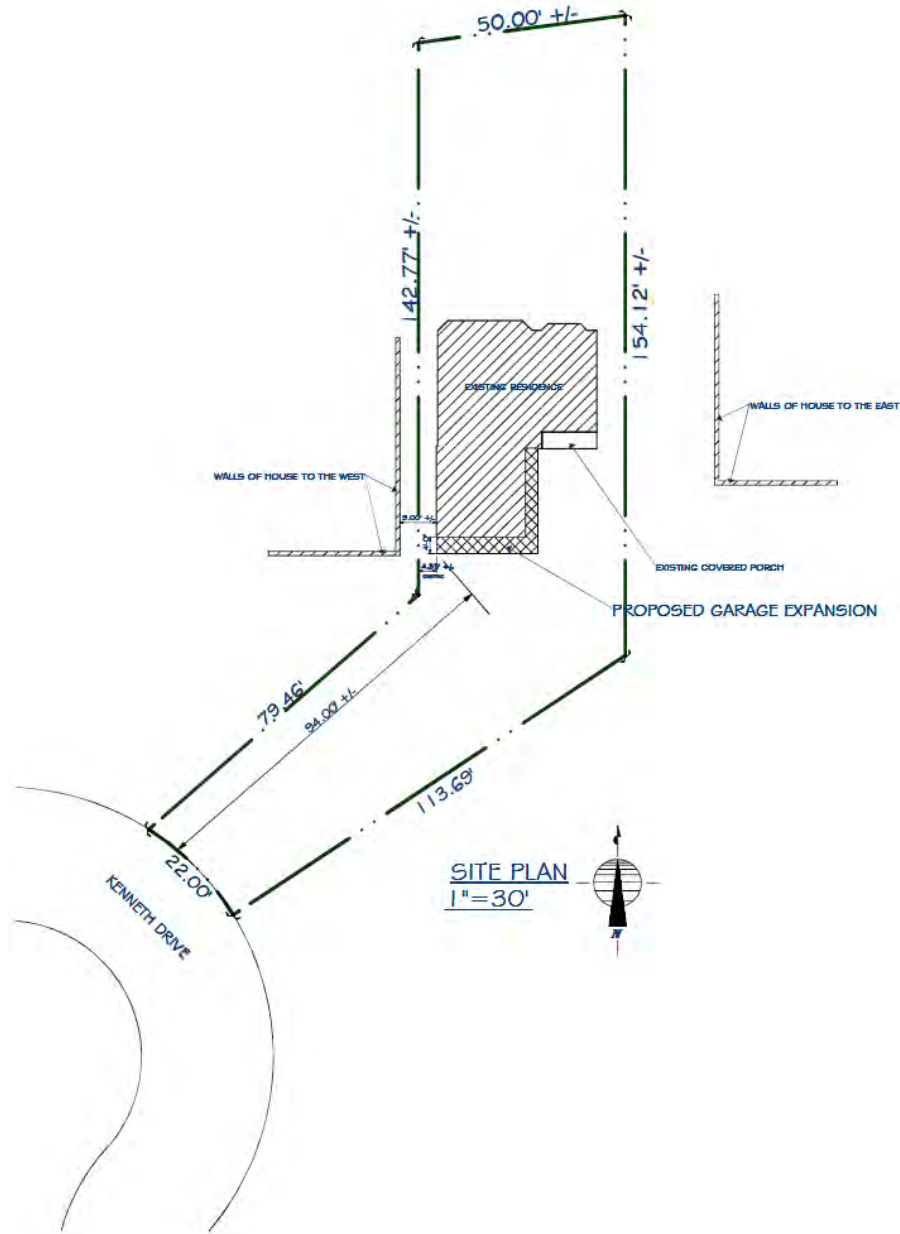 50.00' +/-
142.77' +/-
154.12' +/-
EXISTING RESIDENCE
WALLS OF HOUSE TO THE EAST
WALLS OF HOUSE TO THE WEST
9.00' +/-
EXISTING COVERED PORCH
PROPOSED GARAGE EXPANSION
79.46'
94.00' +/-
113.69'
22.00'
KENNETH DRIVE
SITE PLAN
1"=30'
N